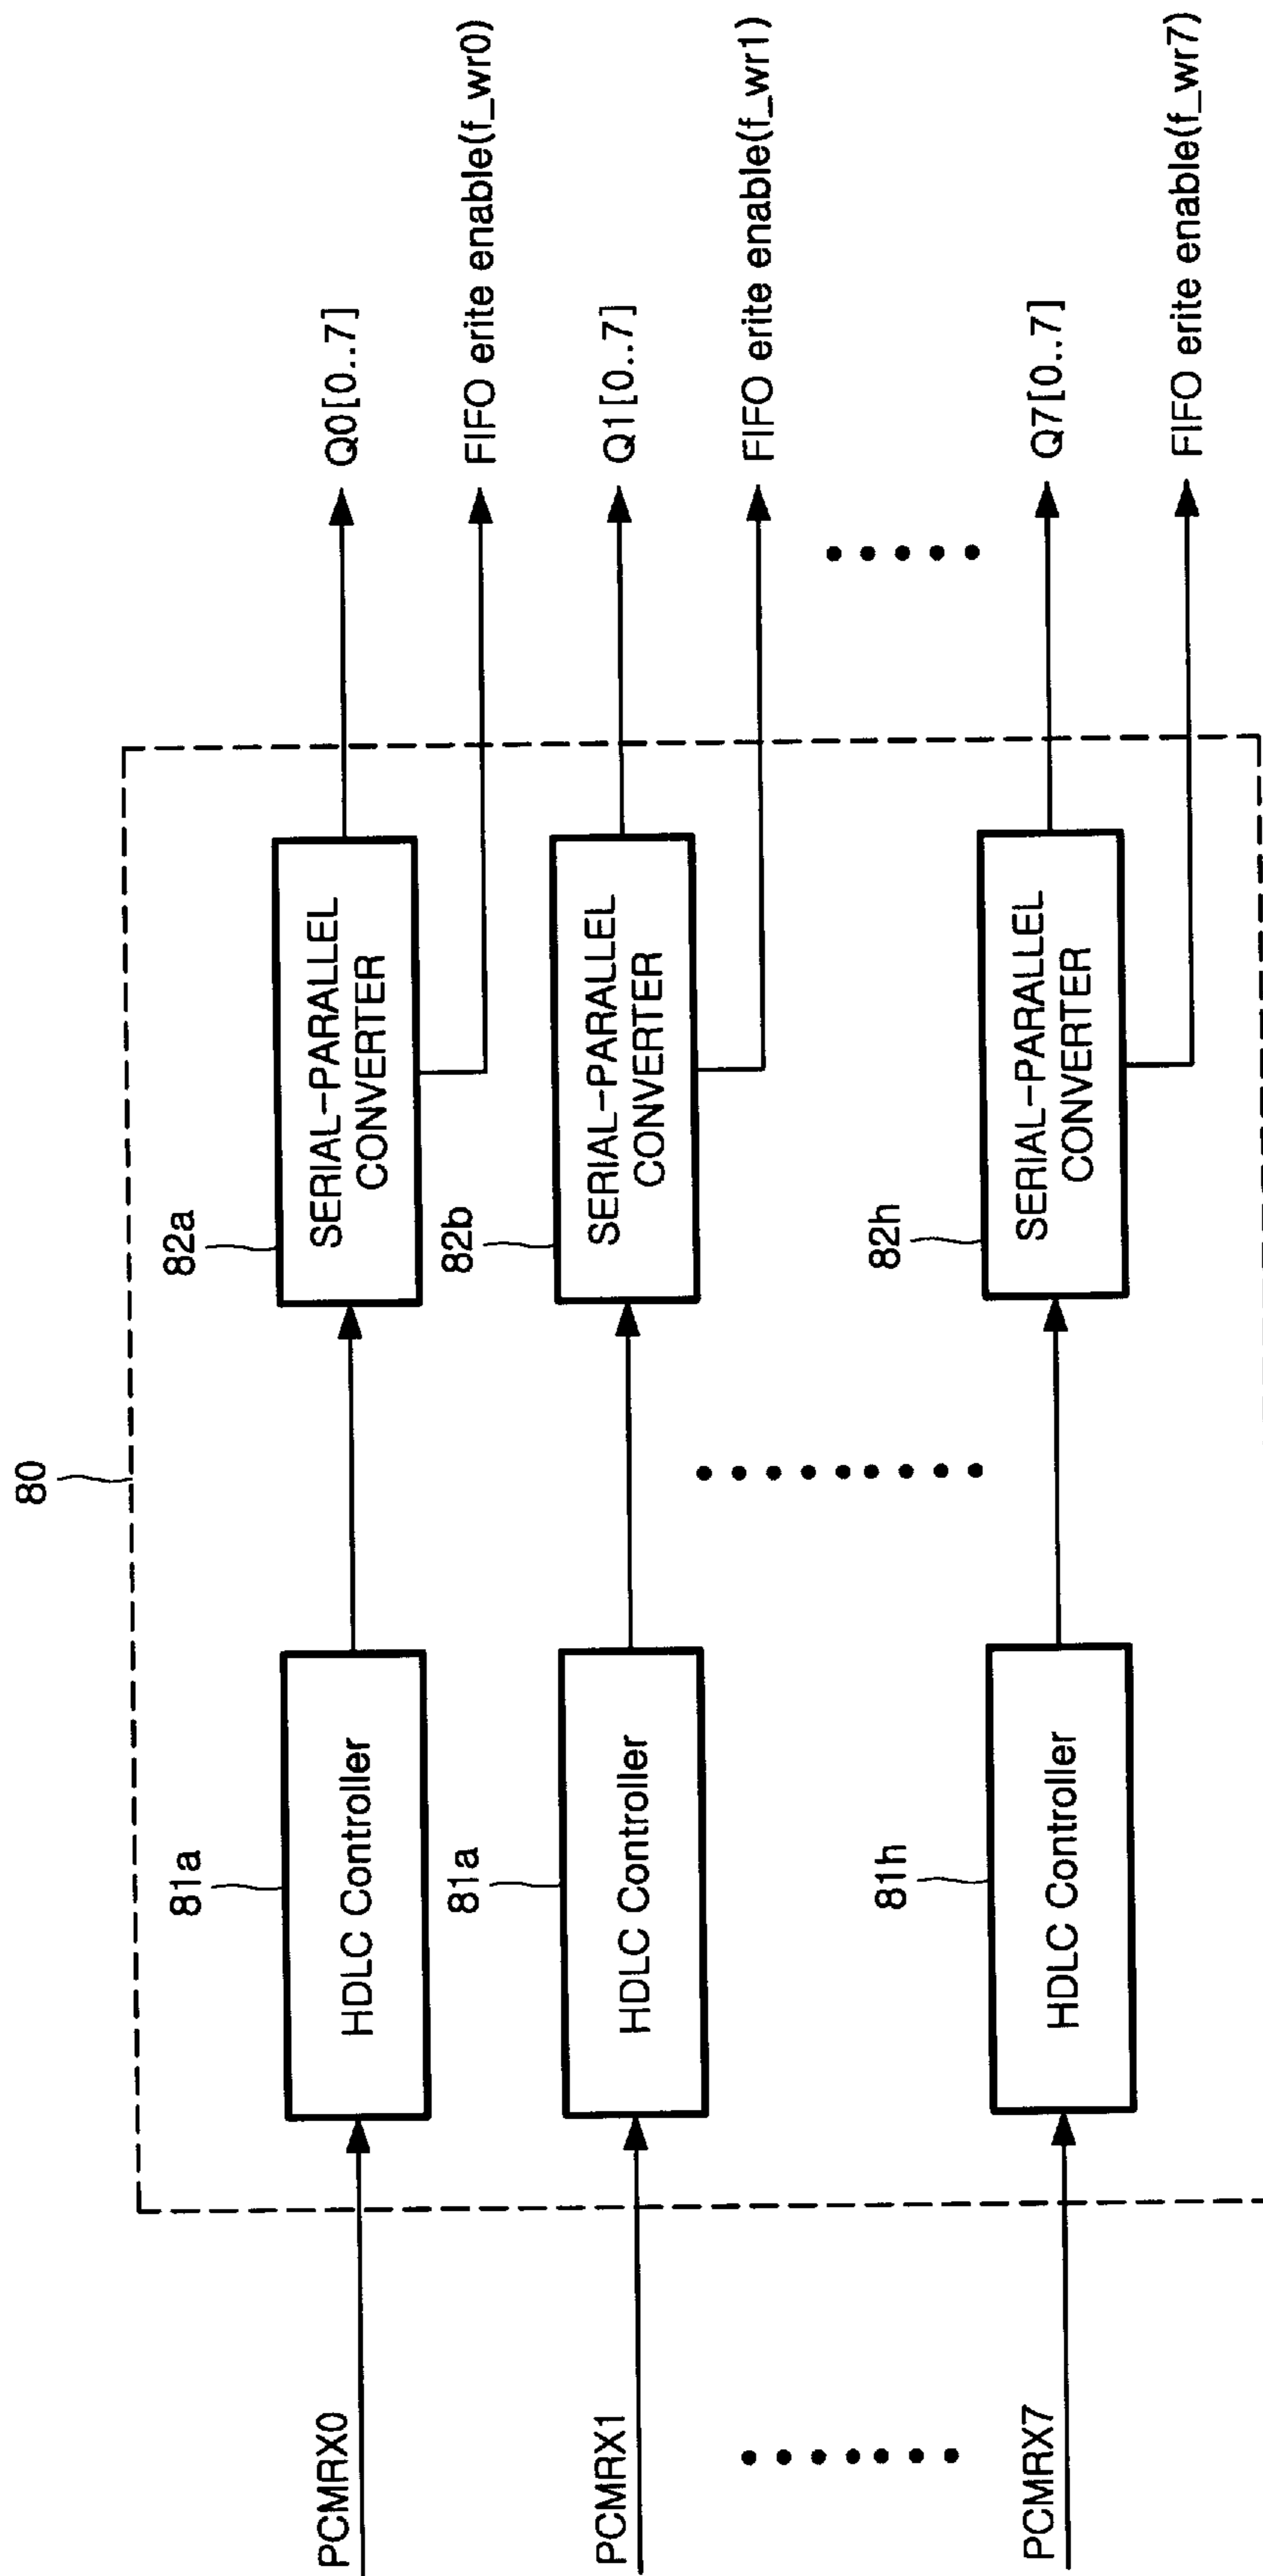 80
PCMRX0
81a
HDLC Controller
82a
SERIAL-PARALLEL
CONVERTER
Q0[0..7]
FIFO erite enable(f_wr0)
PCMRX1
81a
HDLC Controller
82b
SERIAL-PARALLEL
CONVERTER
Q1[0..7]
FIFO erite enable(f_wr1)
PCMRX7
81h
HDLC Controller
82h
SERIAL-PARALLEL
CONVERTER
Q7[0..7]
FIFO erite enable(f_wr7)